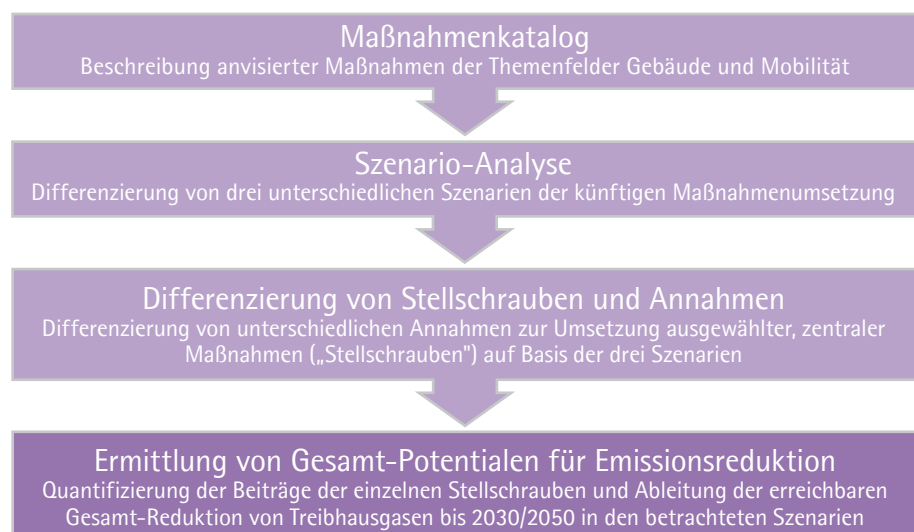 Maßnahmenkatalog
Beschreibung anvisierter Maßnahmen der Themenfelder Gebäude und Mobilität
Szenario-Analyse
Differenzierung von drei unterschiedlichen Szenarien der künftigen Maßnahmenumsetzung
Differenzierung von Stellschrauben und Annahmen
Differenzierung von unterschiedlichen Annahmen zur Umsetzung ausgewählter, zentraler
Maßnahmen („Stellschrauben") auf Basis der drei Szenarien
Ermittlung von Gesamt-Potentialen für Emissionsreduktion
Quantifizierung der Beiträge der einzelnen Stellschrauben und Ableitung der erreichbaren
Gesamt-Reduktion von Treibhausgasen bis 2030/2050 in den betrachteten Szenarien